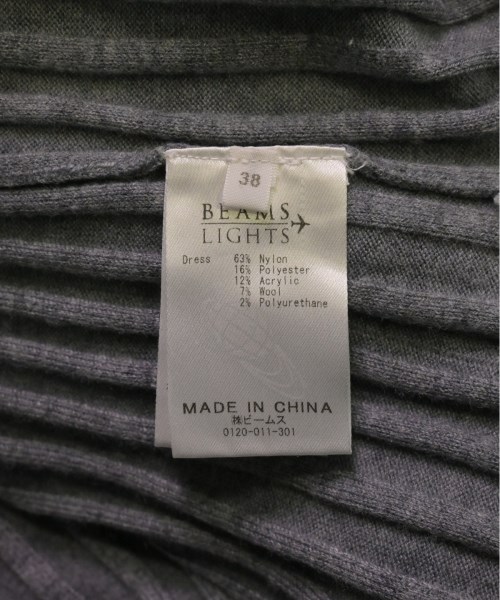 38
BEAMS
LIGHTS
Dress 63% Nylon
16% Polyester
12% Acrylic
7% Wool
2% Polyurethane
MADE IN CHINA
㈱ビームス
0120-011-301